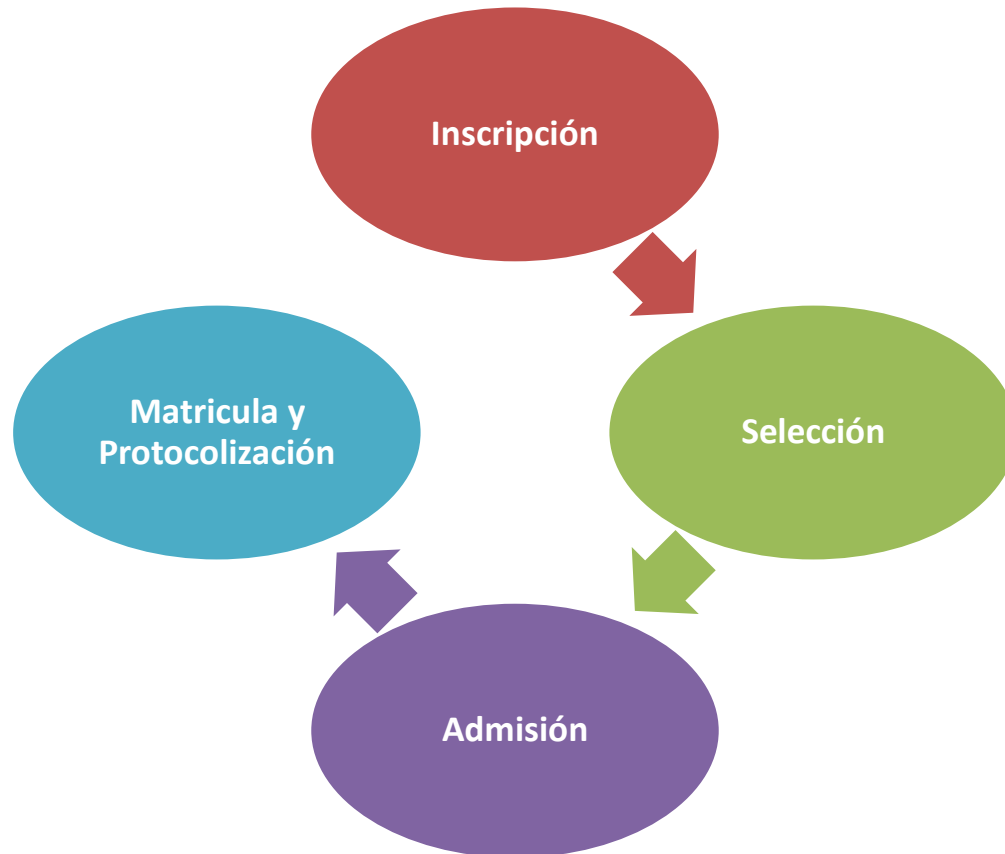 Inscripción
Selección
Admisión
Matricula y
Protocolización